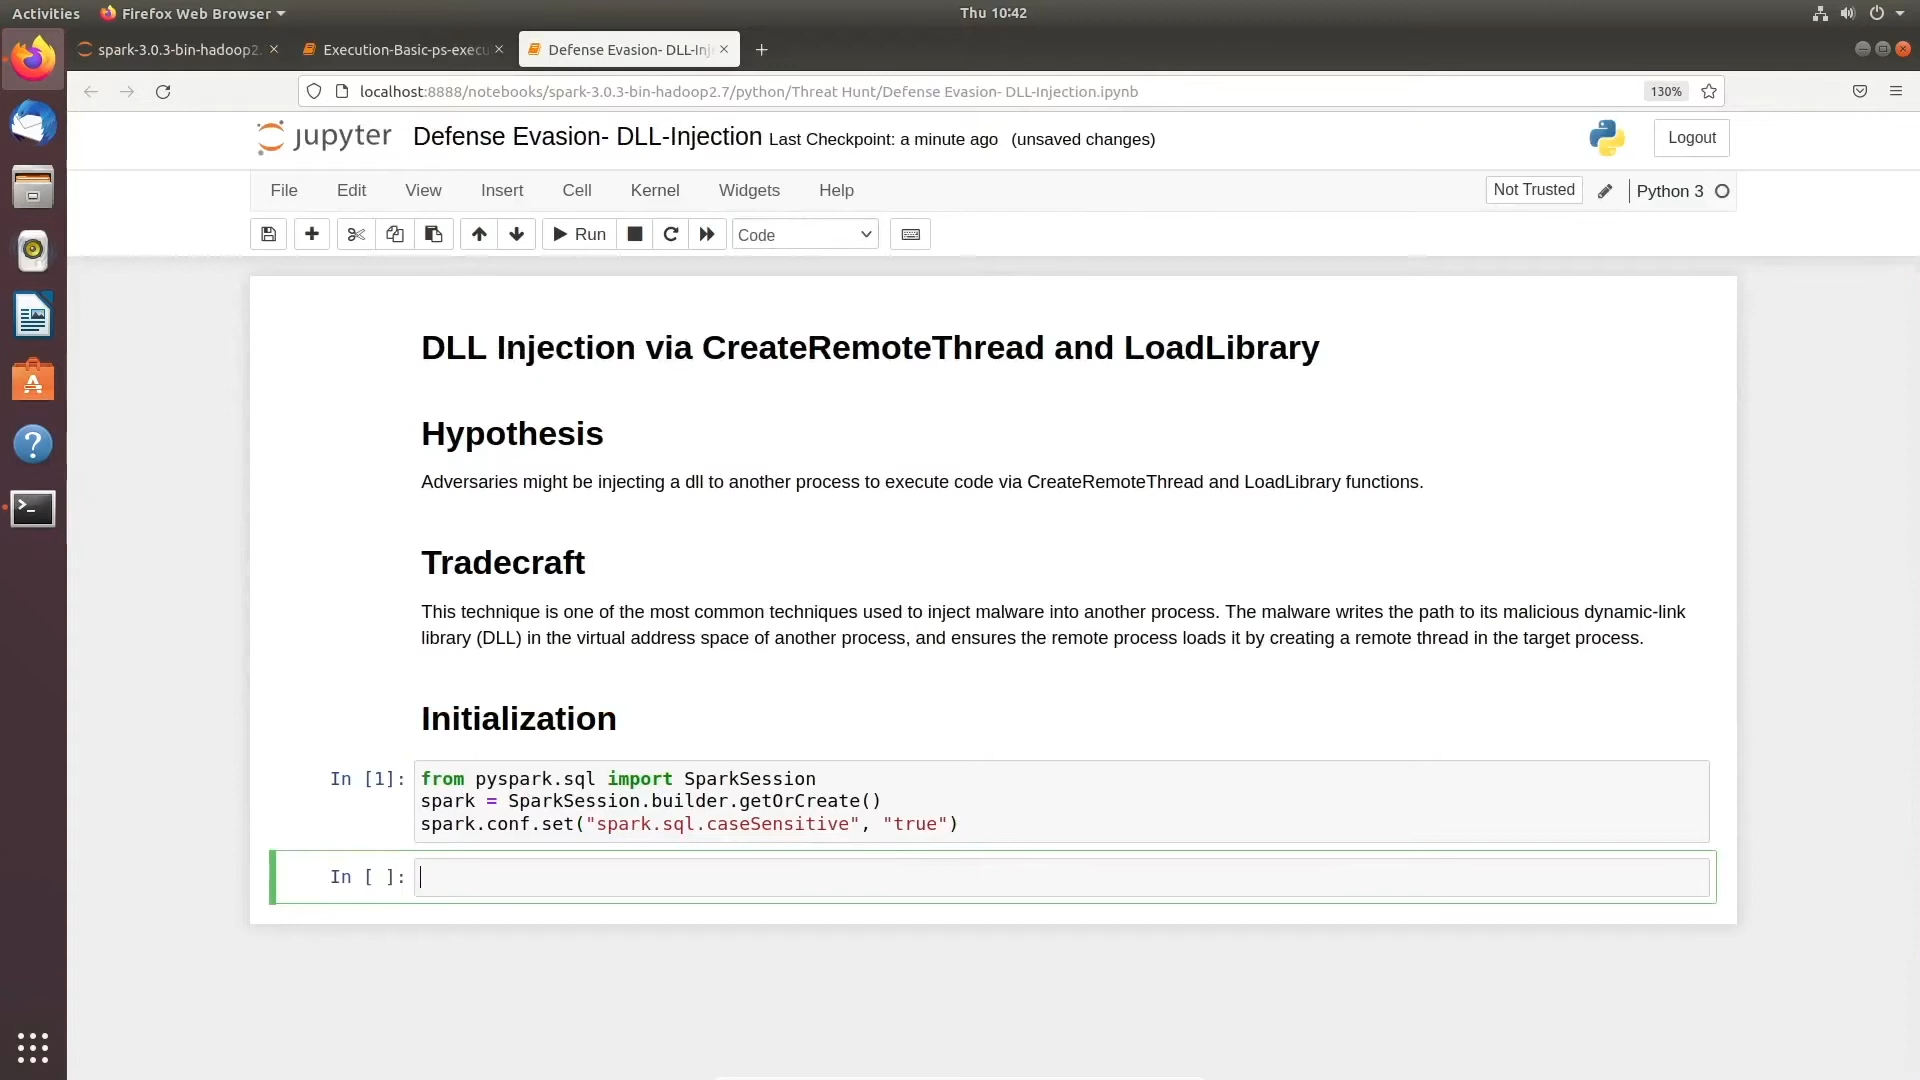 Activities Firefox Web Browser Thu 10:42
spark-3.0.3-bin-hadoop2. Execution-Basic-ps-execu Defense Evasion- DLL-Inj
localhost:8888/notebooks/spark-3.0.3-bin-hadoop2.7/python/Threat Hunt/Defense Evasion- DLL-Injection.ipynb 130%
jupyter Defense Evasion- DLL-Injection Last Checkpoint: a minute ago (unsaved changes) Logout
File Edit View Insert Cell Kernel Widgets Help Not Trusted Python 3
Run Code
DLL Injection via CreateRemoteThread and LoadLibrary
Hypothesis
Adversaries might be injecting a dll to another process to execute code via CreateRemoteThread and LoadLibrary functions.
Tradecraft
This technique is one of the most common techniques used to inject malware into another process. The malware writes the path to its malicious dynamic-link
library (DLL) in the virtual address space of another process, and ensures the remote process loads it by creating a remote thread in the target process.
Initialization
In [1]: from pyspark.sql import SparkSession
spark = SparkSession.builder.getOrCreate()
spark.conf.set("spark.sql.caseSensitive", "true")
In [ ]: